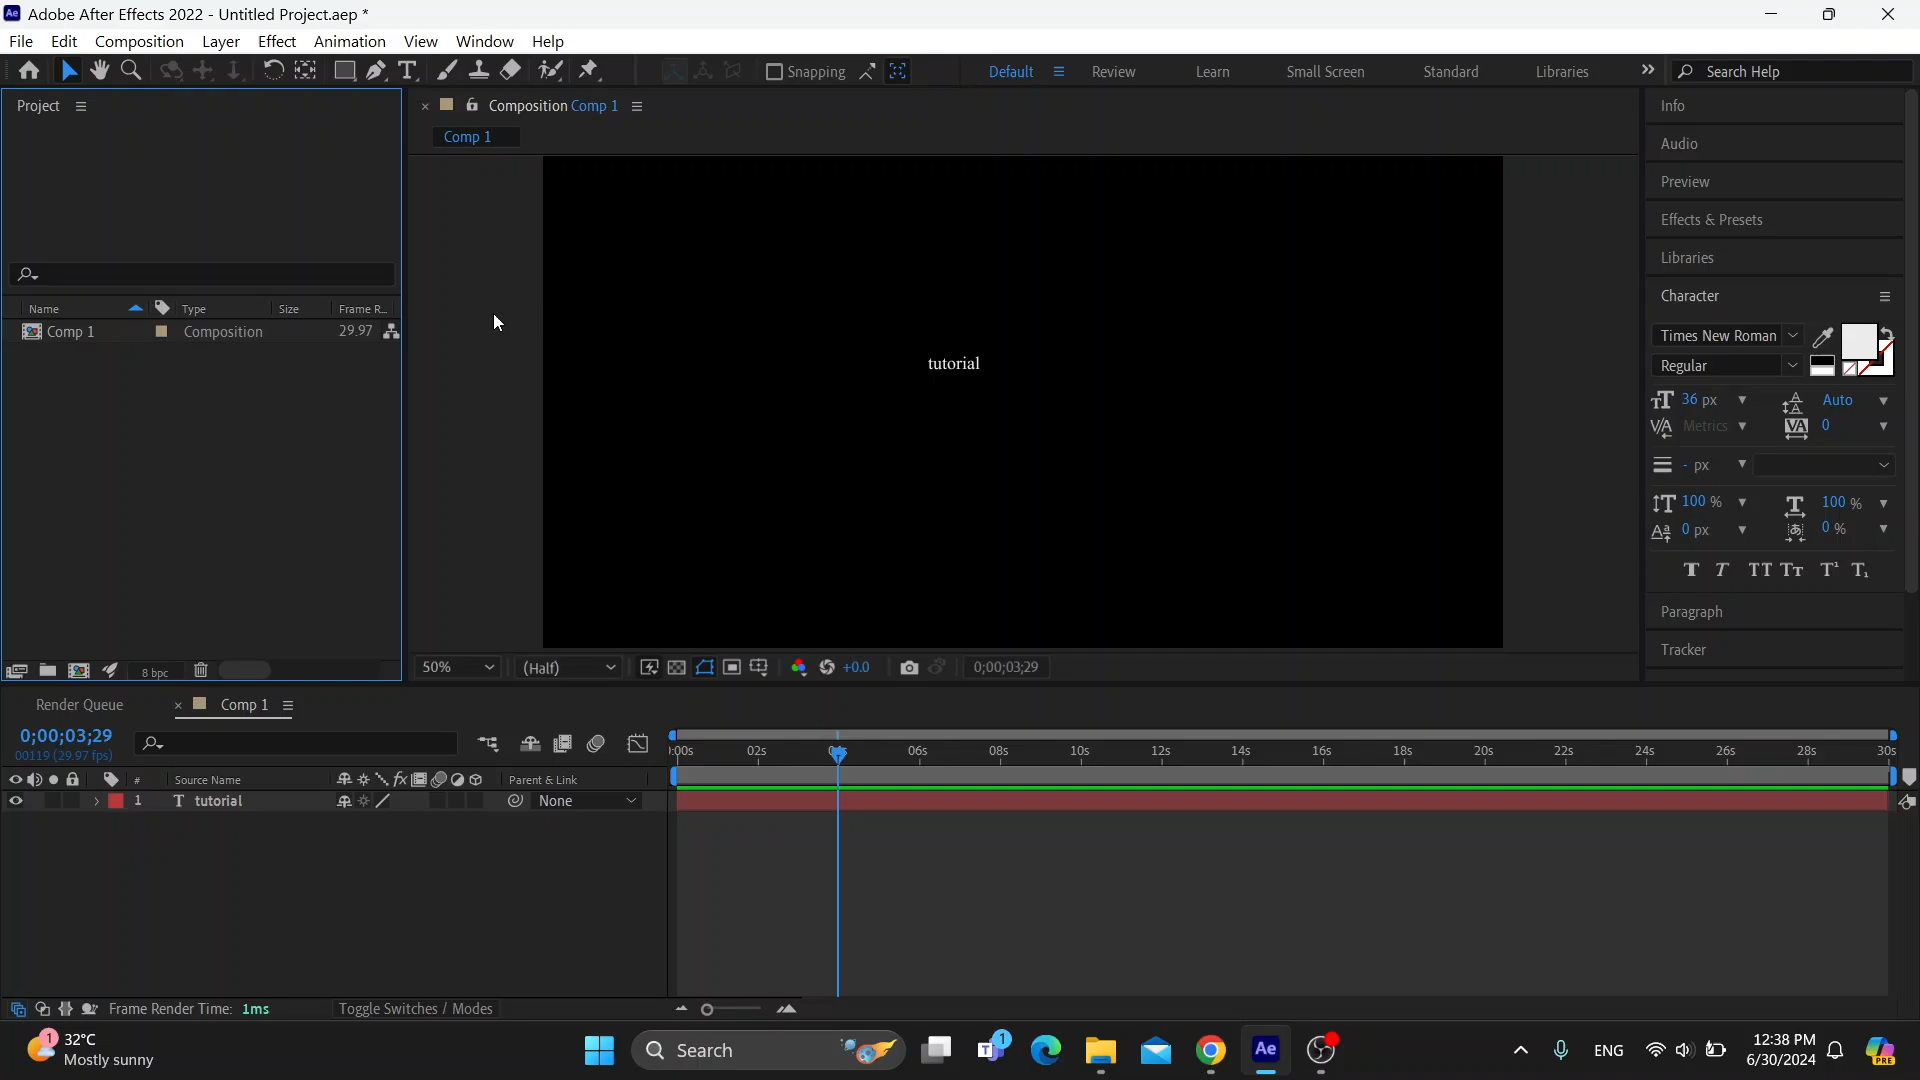 Adobe After Effects 2022 - Untitled Project.aep *
File Edit Composition Layer Effect Animation View Window Help
Snapping Default Review Learn Small Screen Standard Libraries Search Help
Project
Composition Comp 1
Comp 1
Name Type Size Frame R...
Comp 1 Composition 29.97
8 bpc
tutorial
50% (Half) +0.0 0;00;03;29
Info
Audio
Preview
Effects & Presets
Libraries
Character
Times New Roman
Regular
36 px Auto
Metrics 0
- px
100 % 100 %
0 px 0 %
Paragraph
Tracker
Render Queue Comp 1
0;00;03;29
00119 (29.97 fps)
:00s 02s 04s 06s 08s 10s 12s 14s 16s 18s 20s 22s 24s 26s 28s 30s
# Source Name Parent & Link
1 T tutorial None
Frame Render Time: 1ms Toggle Switches / Modes
1 32°C
Mostly sunny
Search
1
Ae
ENG
12:38 PM
6/30/2024
PRE